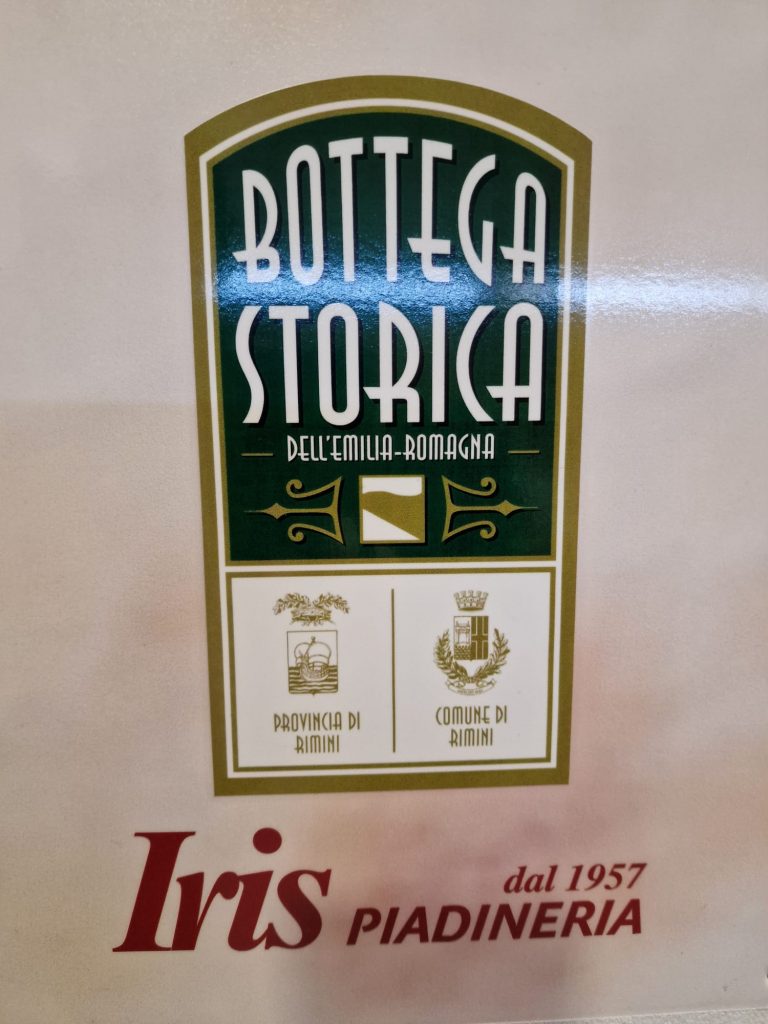 BOTTEGA
STORICA
DELL'EMILIA-ROMAGNA
PROVINCIA DI
RIMINI
COMUNE DI
RIMINI
Iris
dal 1957
PIADINERIA